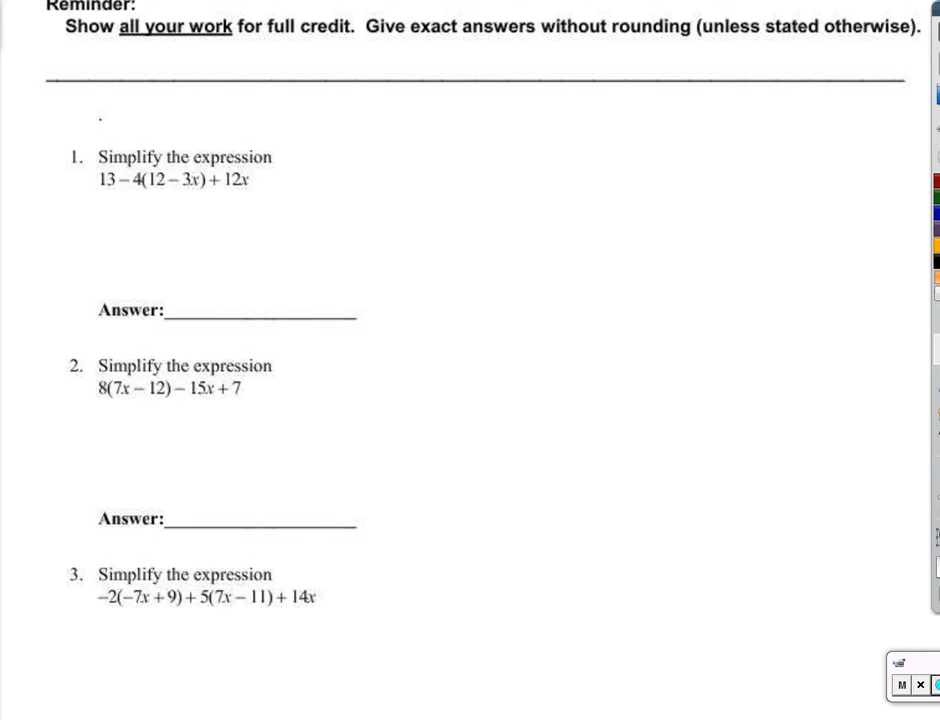 Reminder:
Show all your work for full credit. Give exact answers without rounding (unless stated otherwise).
1. Simplify the expression
13 – 4(12 – 3x) + 12x
Answer:____________________
2. Simplify the expression
8(7x – 12) – 15x + 7
Answer:____________________
3. Simplify the expression
–2(–7x + 9) + 5(7x – 11) + 14x
M ×